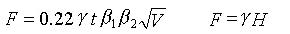 F = 0.22 γ t β₁β₂√V F = γH